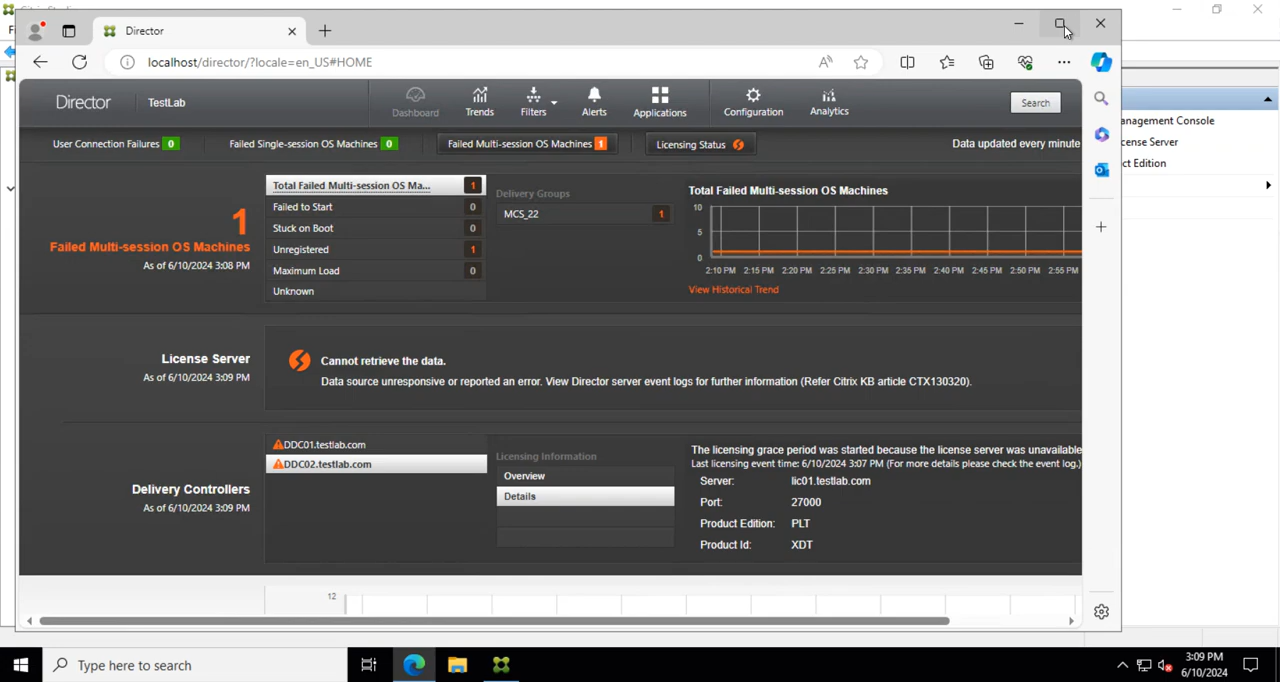 Director
localhost/director/?locale=en_US#HOME
Director
TestLab
Dashboard
Trends
Filters
Alerts
Applications
Configuration
Analytics
Search
anagement Console
cense Server
ct Edition
User Connection Failures 0
Failed Single-session OS Machines 0
Failed Multi-session OS Machines 1
Licensing Status
Data updated every minute
1
Failed Multi-session OS Machines
As of 6/10/2024 3:08 PM
Total Failed Multi-session OS Ma... 1
Failed to Start 0
Stuck on Boot 0
Unregistered 1
Maximum Load 0
Unknown
Delivery Groups
MCS_22 1
Total Failed Multi-session OS Machines
10
5
0
2:10 PM 2:15 PM 2:20 PM 2:25 PM 2:30 PM 2:35 PM 2:40 PM 2:45 PM 2:50 PM 2:55 PM
View Historical Trend
License Server
As of 6/10/2024 3:09 PM
Cannot retrieve the data.
Data source unresponsive or reported an error. View Director server event logs for further information (Refer Citrix KB article CTX130320).
Delivery Controllers
As of 6/10/2024 3:09 PM
DDC01.testlab.com
DDC02.testlab.com
Licensing Information
Overview
Details
The licensing grace period was started because the license server was unavailable
Last licensing event time: 6/10/2024 3:07 PM (For more details please check the event log.)
Server: lic01.testlab.com
Port: 27000
Product Edition: PLT
Product Id: XDT
12
Type here to search
3:09 PM
6/10/2024